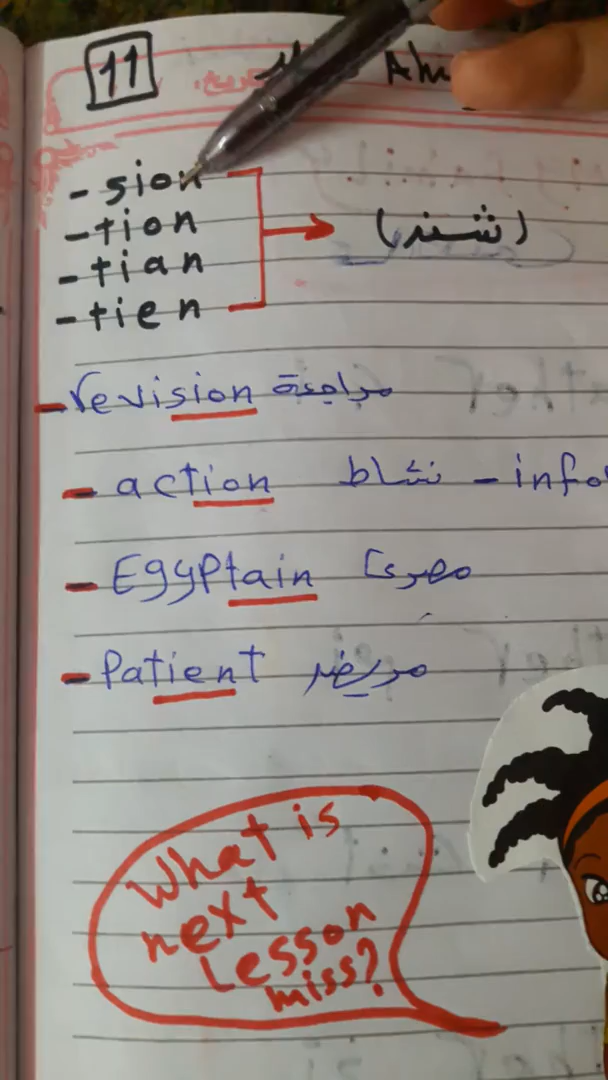 11
- sion
- tion
- tian
- tien
(شن)
- revision مراجعة
- action نشاط - info
- Egyptain مصرى
- Patient مريض
What is
next
Lesson
miss?